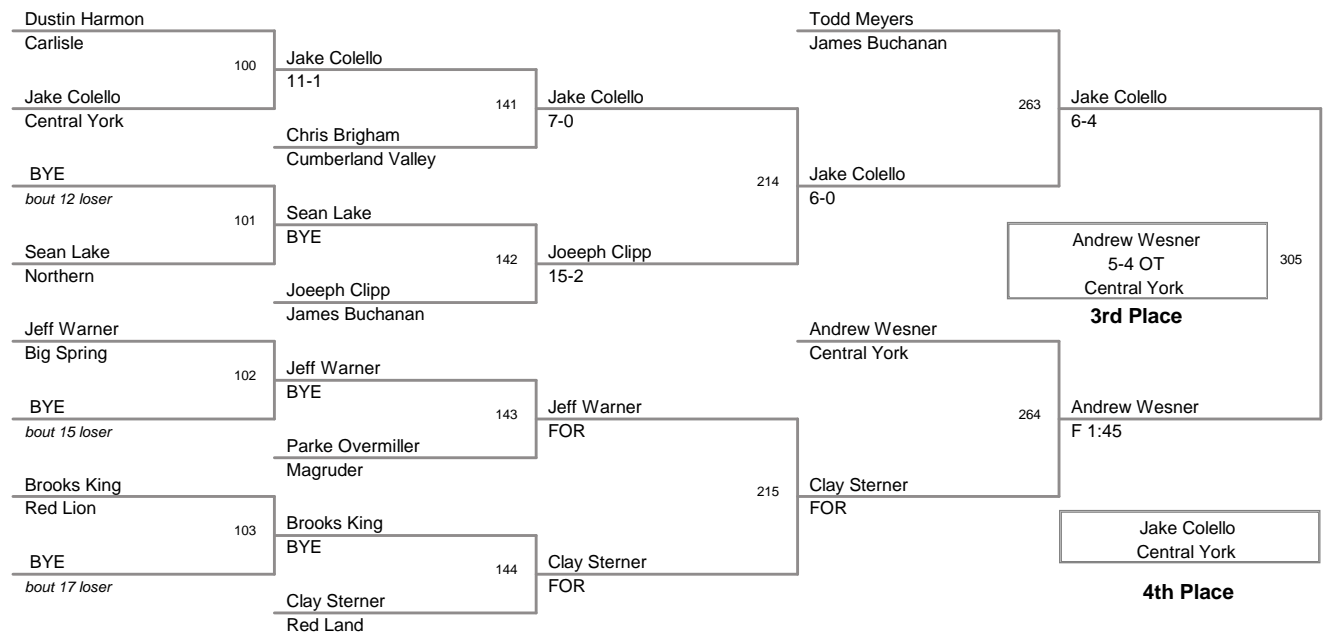 Dustin Harmon
Carlisle
100
Jake Colello
Central York
BYE
bout 12 loser
101
Sean Lake
Northern
Jeff Warner
Big Spring
102
BYE
bout 15 loser
Brooks King
Red Lion
103
BYE
bout 17 loser
Jake Colello
11-1
141
Chris Brigham
Cumberland Valley
Sean Lake
BYE
142
Joeeph Clipp
James Buchanan
Jeff Warner
BYE
143
Parke Overmiller
Magruder
Brooks King
BYE
144
Clay Sterner
Red Land
Jake Colello
7-0
214
Joeeph Clipp
15-2
Jeff Warner
FOR
215
Clay Sterner
FOR
Todd Meyers
James Buchanan
263
Jake Colello
6-0
Andrew Wesner
Central York
264
Clay Sterner
FOR
Jake Colello
6-4
Andrew Wesner
5-4 OT
Central York
305
3rd Place
Andrew Wesner
F 1:45
Jake Colello
Central York
4th Place